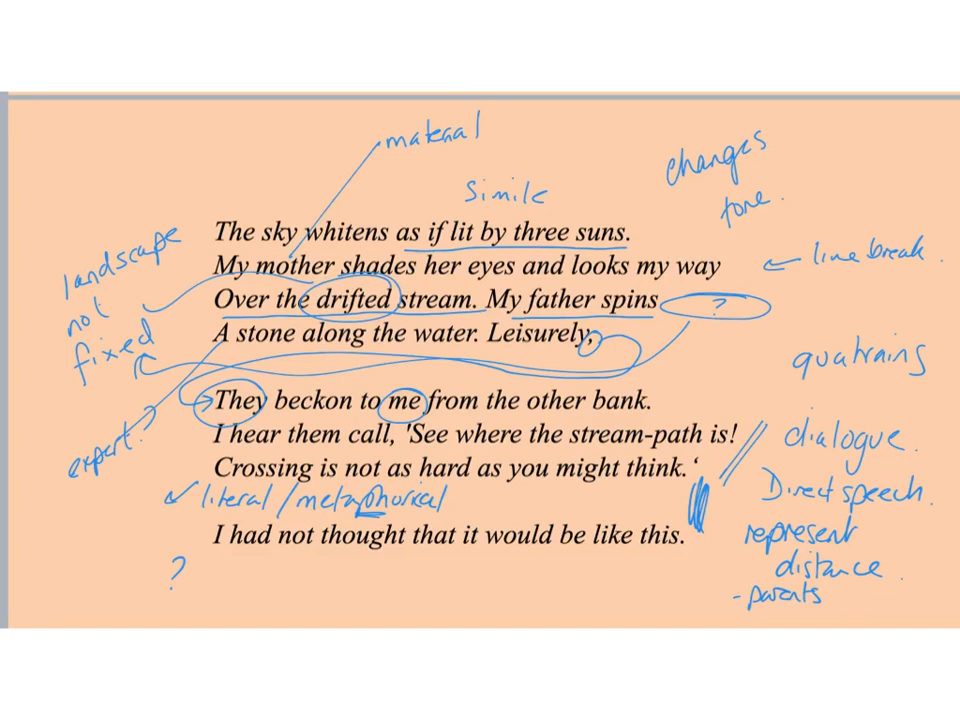 material
changes
tone.
Simile
The sky whitens as if lit by three suns.
My mother shades her eyes and looks my way
Over the drifted stream. My father spins
A stone along the water. Leisurely,
They beckon to me from the other bank.
I hear them call, 'See where the stream-path is!
Crossing is not as hard as you might think.‘
I had not thought that it would be like this.
landscape
not
fixed
expert?
literal / metaphorical
?
← line break.
?
quatrains
dialogue.
Direct speech.
represent
distance.
- parents